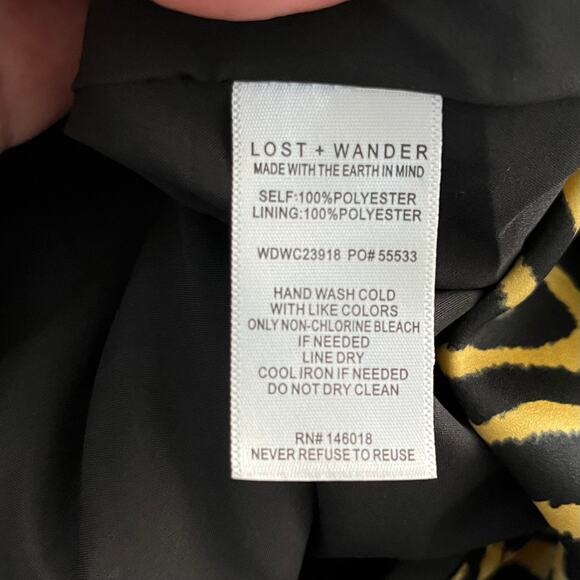 LOST + WANDER
MADE WITH THE EARTH IN MIND
SELF:100%POLYESTER
LINING:100%POLYESTER
WDWC23918 PO# 55533
HAND WASH COLD
WITH LIKE COLORS
ONLY NON-CHLORINE BLEACH
IF NEEDED
LINE DRY
COOL IRON IF NEEDED
DO NOT DRY CLEAN
RN# 146018
NEVER REFUSE TO REUSE